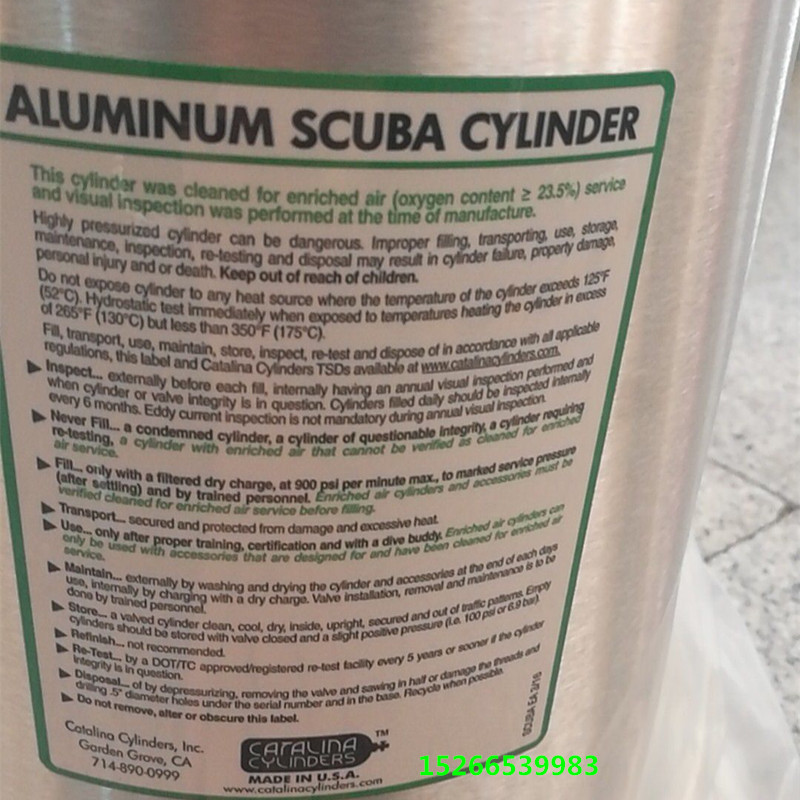 ALUMINUM SCUBA CYLINDER
This cylinder was cleaned for enriched air (oxygen content ≥ 23.5%) service
and visual inspection was performed at the time of manufacture.
Highly pressurized cylinder can be dangerous. Improper filling, transporting, use, storage,
maintenance, inspection, re-testing and disposal may result in cylinder failure, property damage,
personal injury and or death. Keep out of reach of children.
Do not expose cylinder to any heat source where the temperature of the cylinder exceeds 125°F
(52°C). Hydrostatic test immediately when exposed to temperatures heating the cylinder in excess
of 265°F (130°C) but less than 350°F (175°C).
Fill, transport, use, maintain, store, inspect, re-test and dispose of in accordance with all applicable
regulations, this label and Catalina Cylinders TSDs available at www.catalinacylinders.com.
▶ Inspect... externally before each fill, internally having an annual visual inspection performed and
when cylinder or valve integrity is in question. Cylinders filled daily should be inspected internally
every 6 months. Eddy current inspection is not mandatory during annual visual inspection.
▶ Never Fill... a condemned cylinder, a cylinder of questionable integrity, a cylinder requiring
re-testing, a cylinder with enriched air that cannot be verified as cleaned for enriched
air service.
▶ Fill... only with a filtered dry charge, at 900 psi per minute max., to marked service pressure
(after settling) and by trained personnel. Enriched air cylinders and accessories must be
verified cleaned for enriched air service before filling.
▶ Transport... secured and protected from damage and excessive heat.
▶ Use... only after proper training, certification and with a dive buddy. Enriched air cylinders can
only be used with accessories that are designed for and have been cleaned for enriched air
service.
▶ Maintain... externally by washing and drying the cylinder and accessories at the end of each days
use, internally by charging with a dry charge. Valve installation, removal and maintenance is to be
done by trained personnel.
▶ Store... a valved cylinder clean, cool, dry, inside, upright, secured and out of traffic patterns. Empty
cylinders should be stored with valve closed and a slight positive pressure (i.e. 100 psi or 6.9 bar).
▶ Refinish... not recommended.
▶ Re-Test... by a DOT/TC approved/registered re-test facility every 5 years or sooner if the cylinder
integrity is in question.
▶ Disposal... of by depressurizing, removing the valve and sawing in half or damage the threads and
drilling .5" diameter holes under the serial number and in the base. Recycle when possible.
▶ Do not remove, alter or obscure this label.
SCUBA EA 3/16
Catalina Cylinders, Inc.
Garden Grove, CA
714-890-0999
CATALINA
CYLINDERS
TM
MADE IN U.S.A.
www.catalinacylinders.com
15266539983